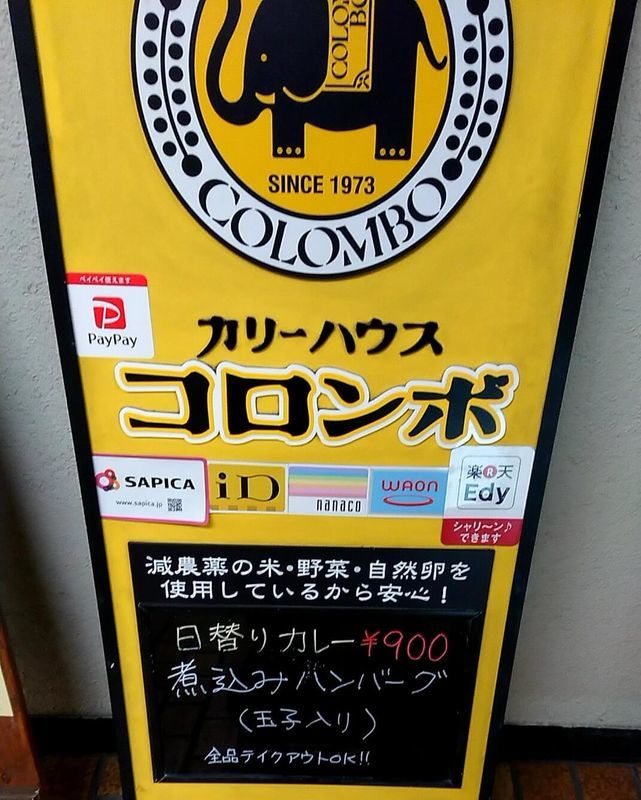 COLOMBO
SINCE 1973
COLOMBO
ペイペイ使えます
PayPay
カリーハウス
コロンボ
SAPICA
www.sapica.jp
iD
nanaco
WAON
楽R天
Edy
シャリ〜ン♪
できます
減農薬の米・野菜・自然卵を
使用しているから安心！
日替りカレー¥900
煮込みハンバーグ
(玉子入り)
全品テイクアウトOK!!